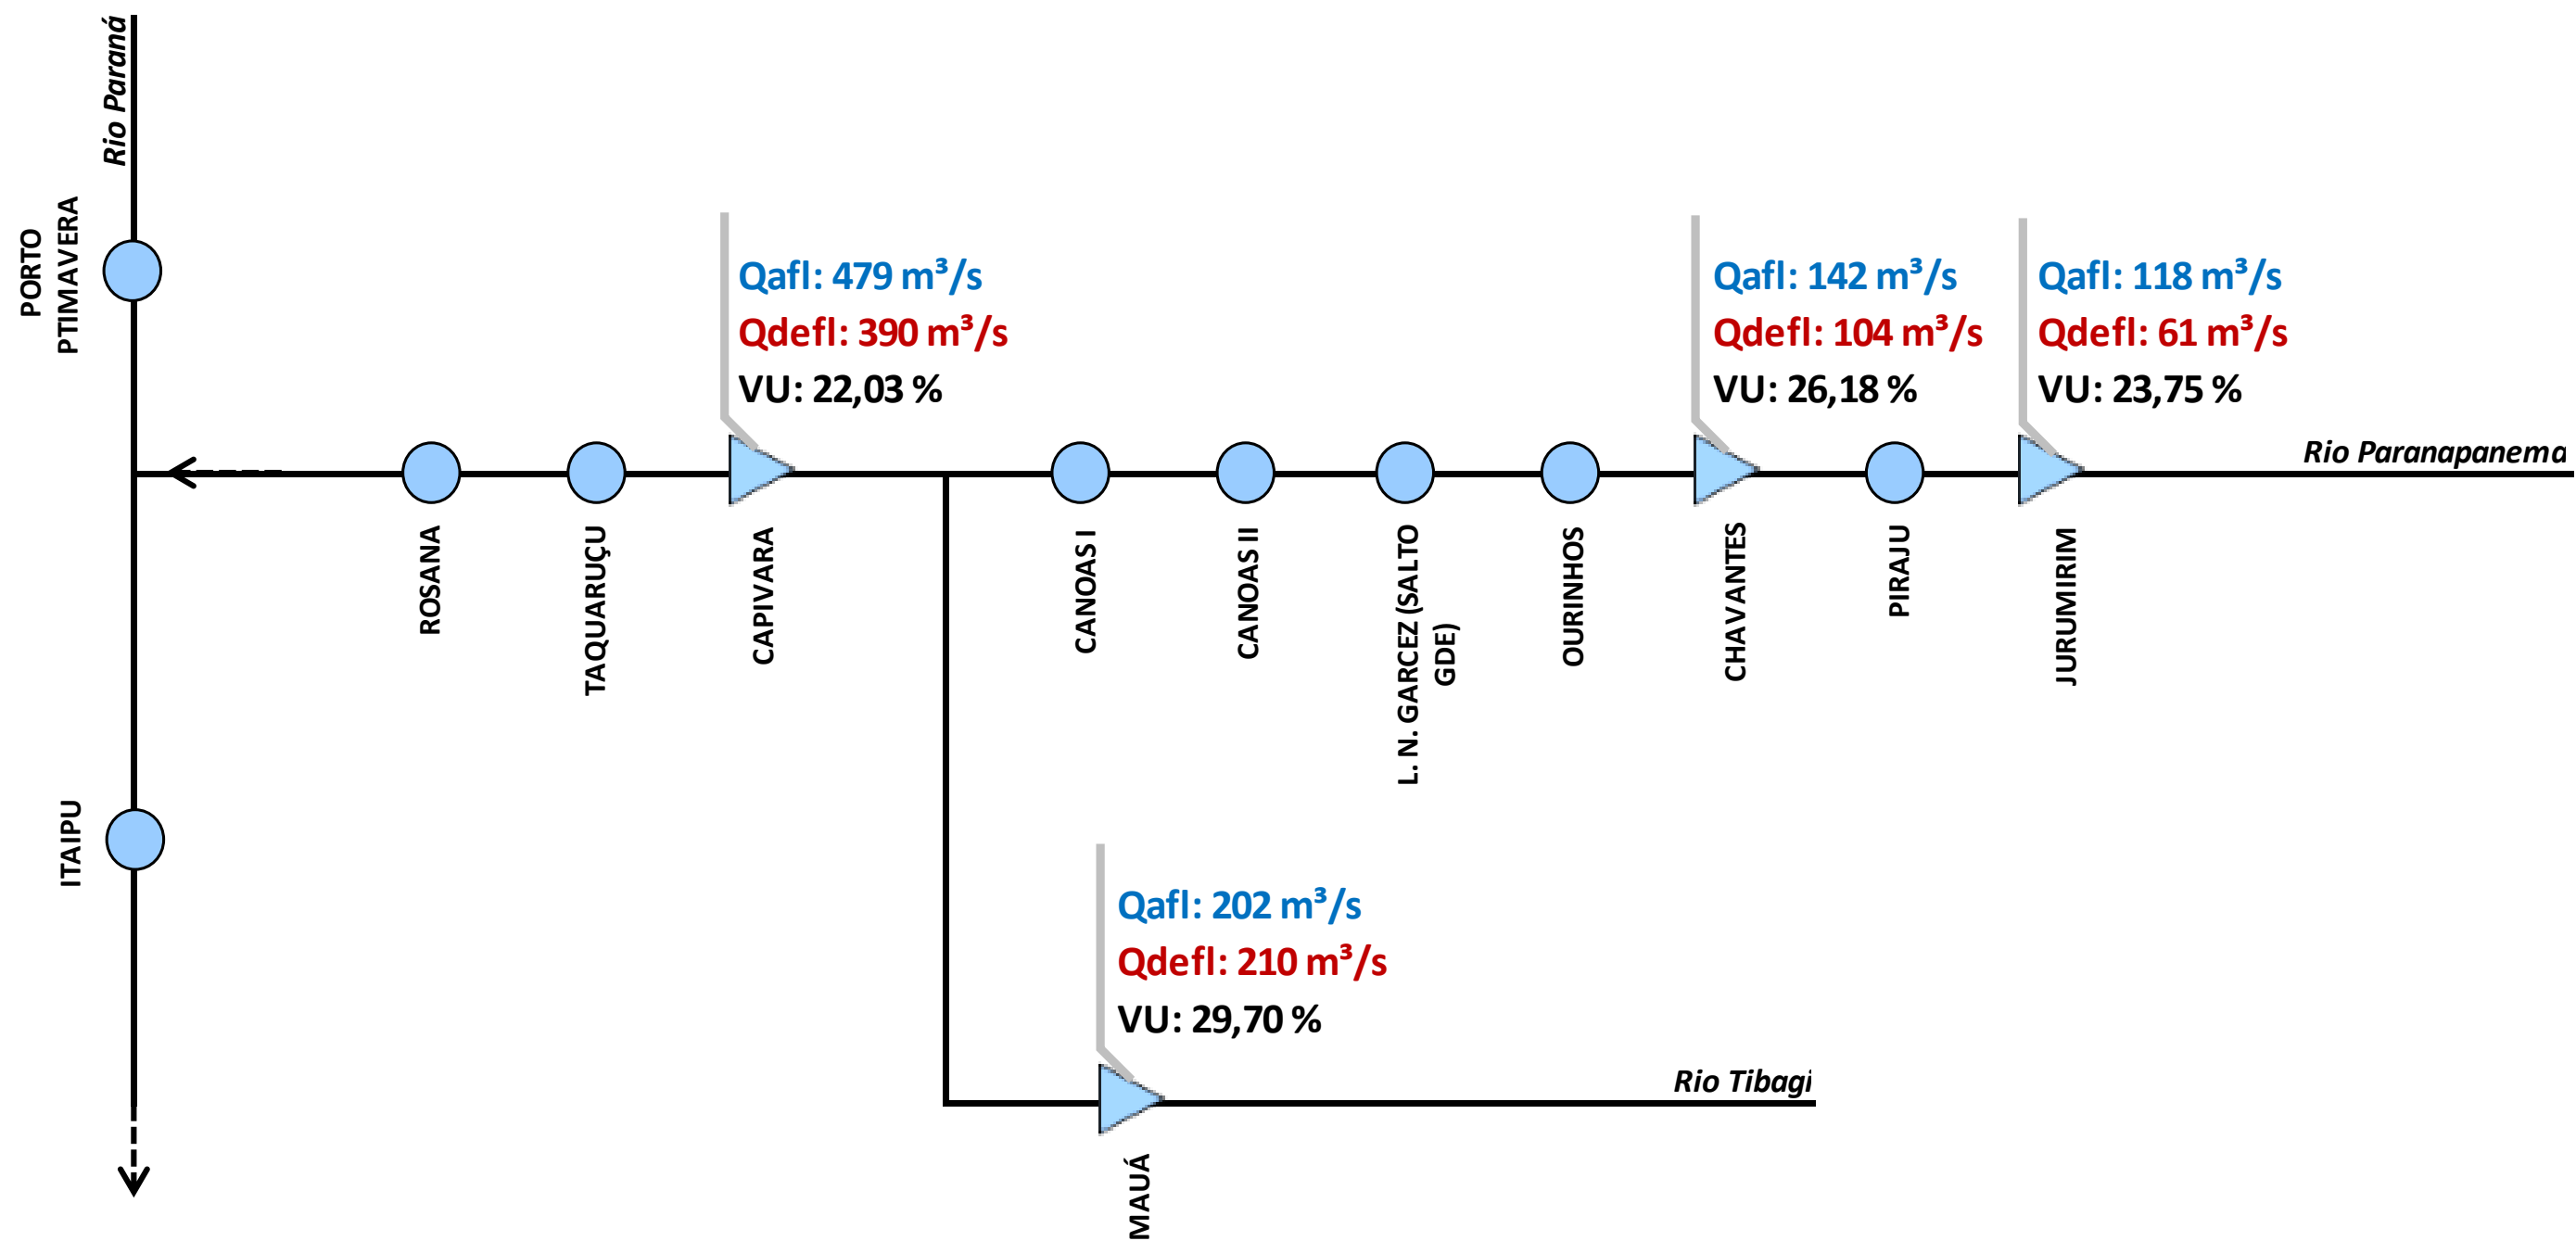 Rio Paraná
PORTO
PTIMAVERA
Qafl: 479 m³/s
Qdefl: 390 m³/s
VU: 22,03 %
Qafl: 142 m³/s
Qdefl: 104 m³/s
VU: 26,18 %
Qafl: 118 m³/s
Qdefl: 61 m³/s
VU: 23,75 %
Rio Paranapanema
ROSANA
TAQUARUÇU
CAPIVARA
CANOAS I
CANOAS II
L. N. GARCEZ (SALTO
GDE)
OURINHOS
CHAVANTES
PIRAJU
JURUMIRIM
ITAIPU
Qafl: 202 m³/s
Qdefl: 210 m³/s
VU: 29,70 %
Rio Tibagi
MAUÁ